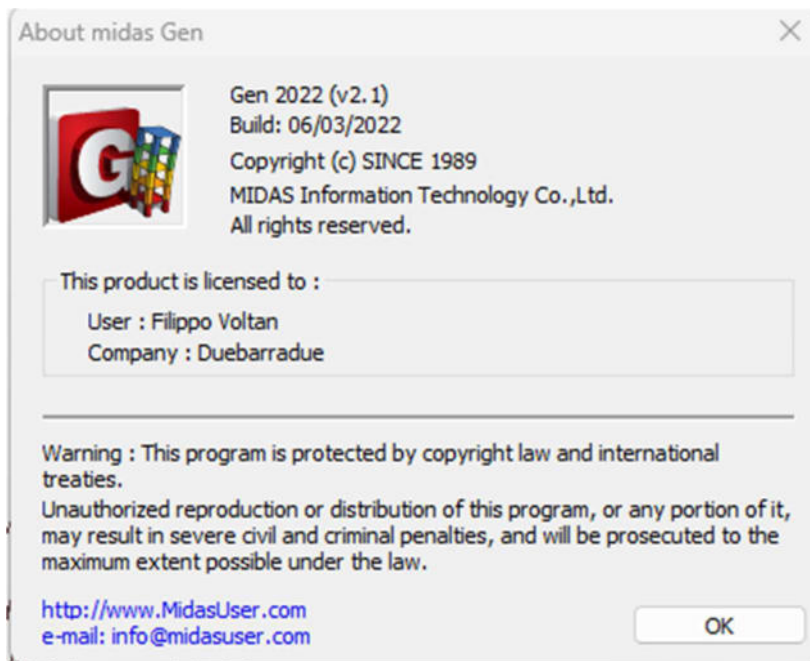 About midas Gen
G
Gen 2022 (v2.1)
Build: 06/03/2022
Copyright (c) SINCE 1989
MIDAS Information Technology Co.,Ltd.
All rights reserved.
This product is licensed to :
User : Filippo Voltan
Company : Duebarradue
Warning : This program is protected by copyright law and international
treaties.
Unauthorized reproduction or distribution of this program, or any portion of it,
may result in severe civil and criminal penalties, and will be prosecuted to the
maximum extent possible under the law.
http://www.MidasUser.com
e-mail: info@midasuser.com
OK